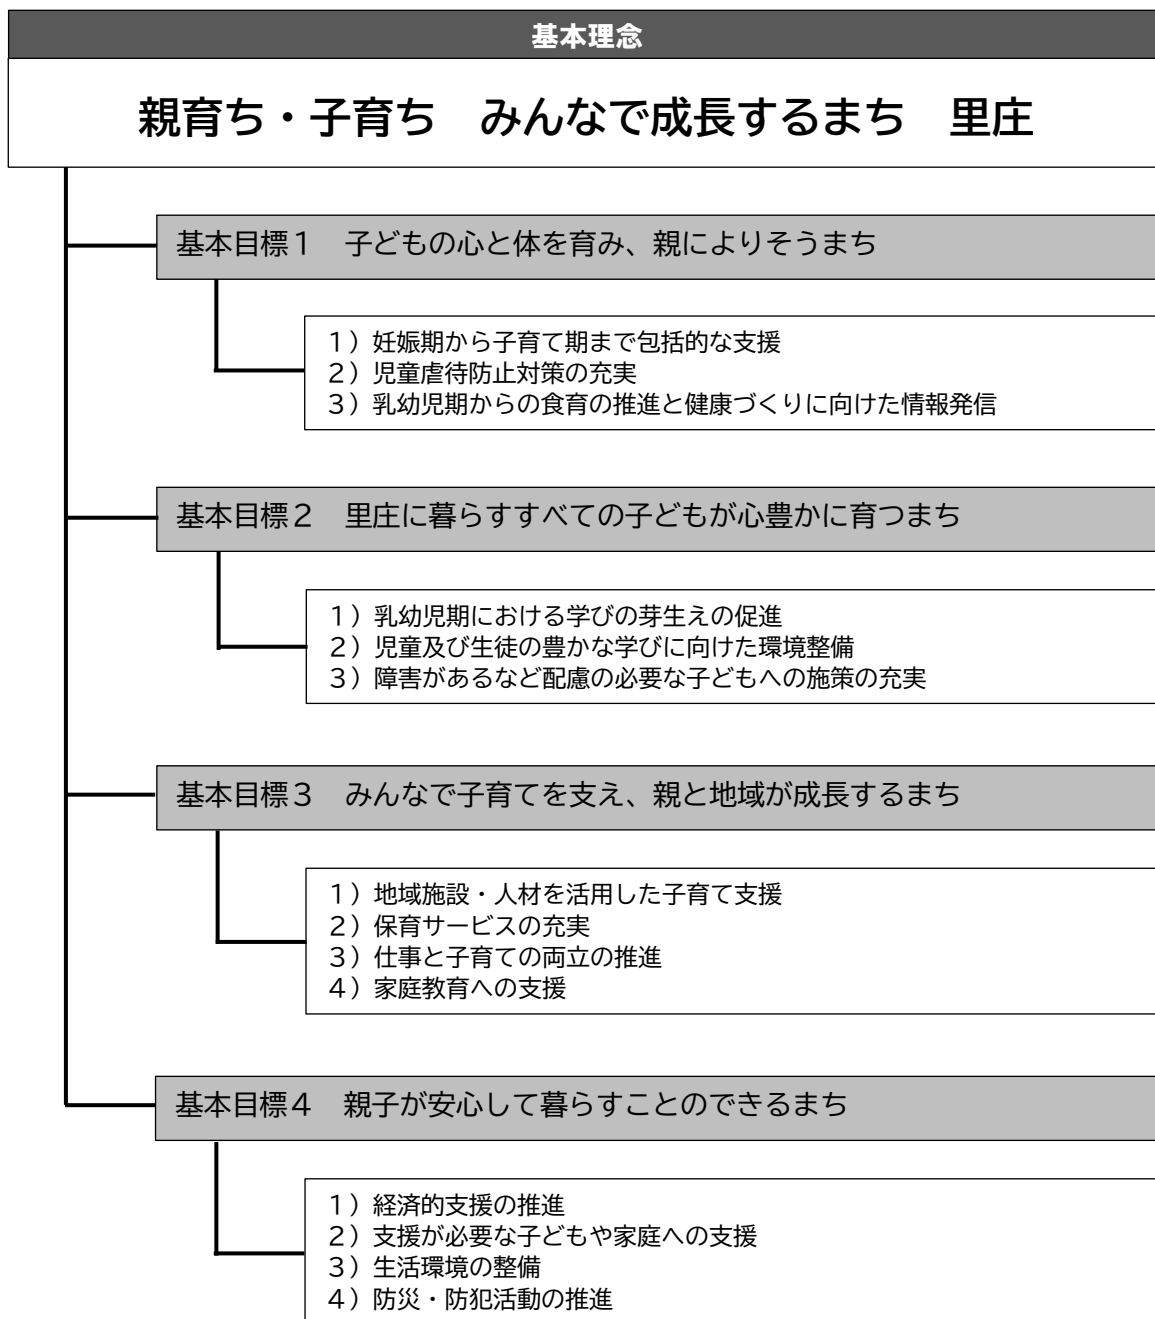 基本理念
親育ち・子育ち　みんなで成長するまち　里庄
基本目標１　子どもの心と体を育み、親によりそうまち
１）妊娠期から子育て期まで包括的な支援
２）児童虐待防止対策の充実
３）乳幼児期からの食育の推進と健康づくりに向けた情報発信
基本目標２　里庄に暮らすすべての子どもが心豊かに育つまち
１）乳幼児期における学びの芽生えの促進
２）児童及び生徒の豊かな学びに向けた環境整備
３）障害があるなど配慮の必要な子どもへの施策の充実
基本目標３　みんなで子育てを支え、親と地域が成長するまち
１）地域施設・人材を活用した子育て支援
２）保育サービスの充実
３）仕事と子育ての両立の推進
４）家庭教育への支援
基本目標４　親子が安心して暮らすことのできるまち
１）経済的支援の推進
２）支援が必要な子どもや家庭への支援
３）生活環境の整備
４）防災・防犯活動の推進